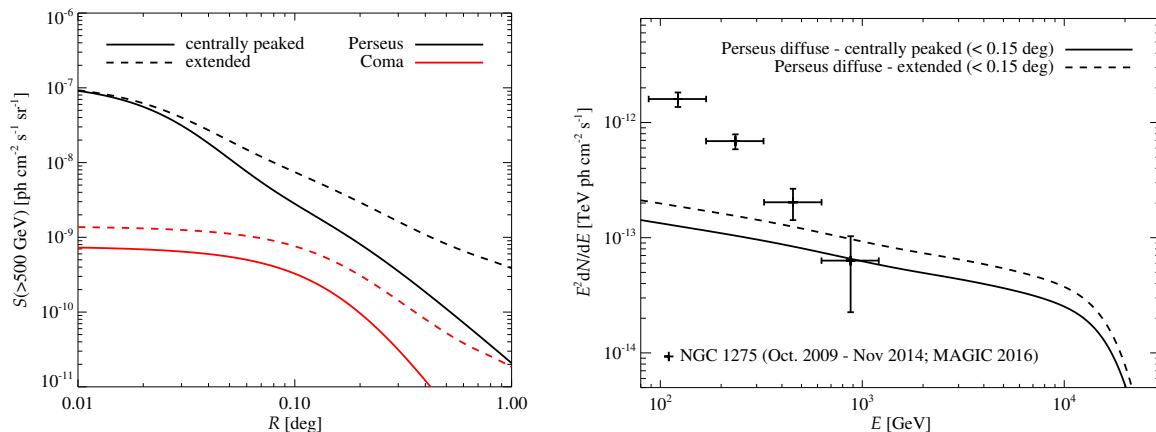 centrally peaked
extended
Perseus
Coma
S(>500 GeV) [ph cm⁻² s⁻¹ sr⁻¹]
10⁻⁶
10⁻⁷
10⁻⁸
10⁻⁹
10⁻¹⁰
10⁻¹¹
0.01 0.10 1.00
R [deg]
Perseus diffuse - centrally peaked (< 0.15 deg)
Perseus diffuse - extended (< 0.15 deg)
E²dN/dE [TeV ph cm⁻² s⁻¹]
10⁻¹²
10⁻¹³
10⁻¹⁴
NGC 1275 (Oct. 2009 - Nov 2014; MAGIC 2016)
10² 10³ 10⁴
E [GeV]